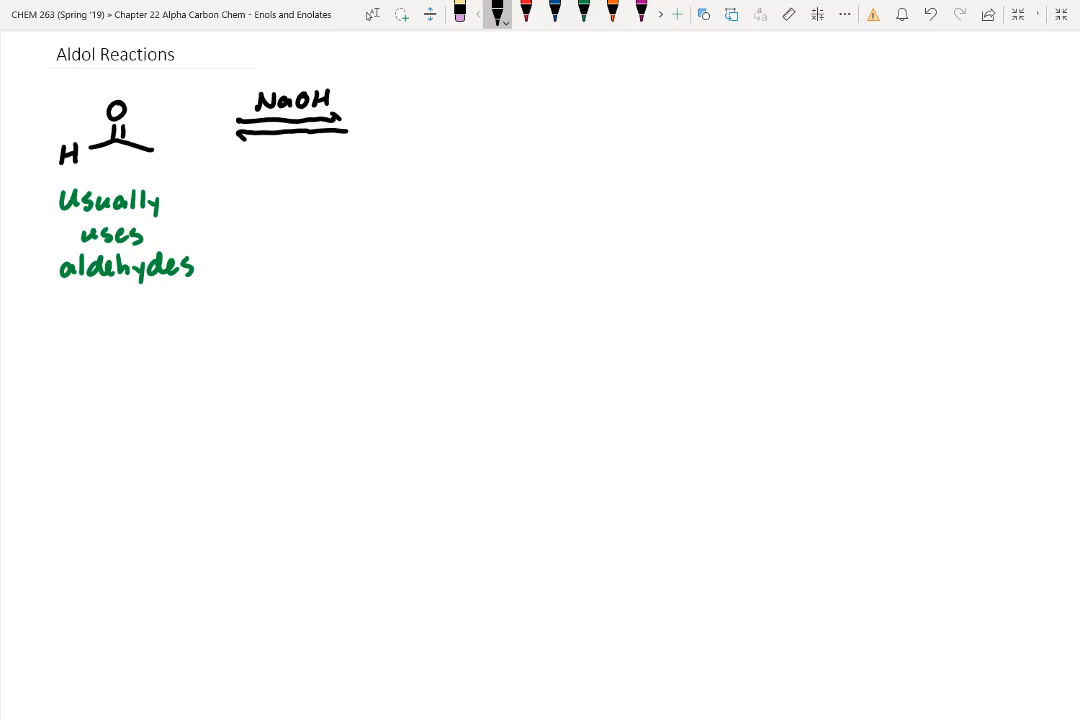 CHEM 263 (Spring '19) » Chapter 22 Alpha Carbon Chem - Enols and Enolates
Aldol Reactions
O
NaOH
H
Usually
uses
aldehydes